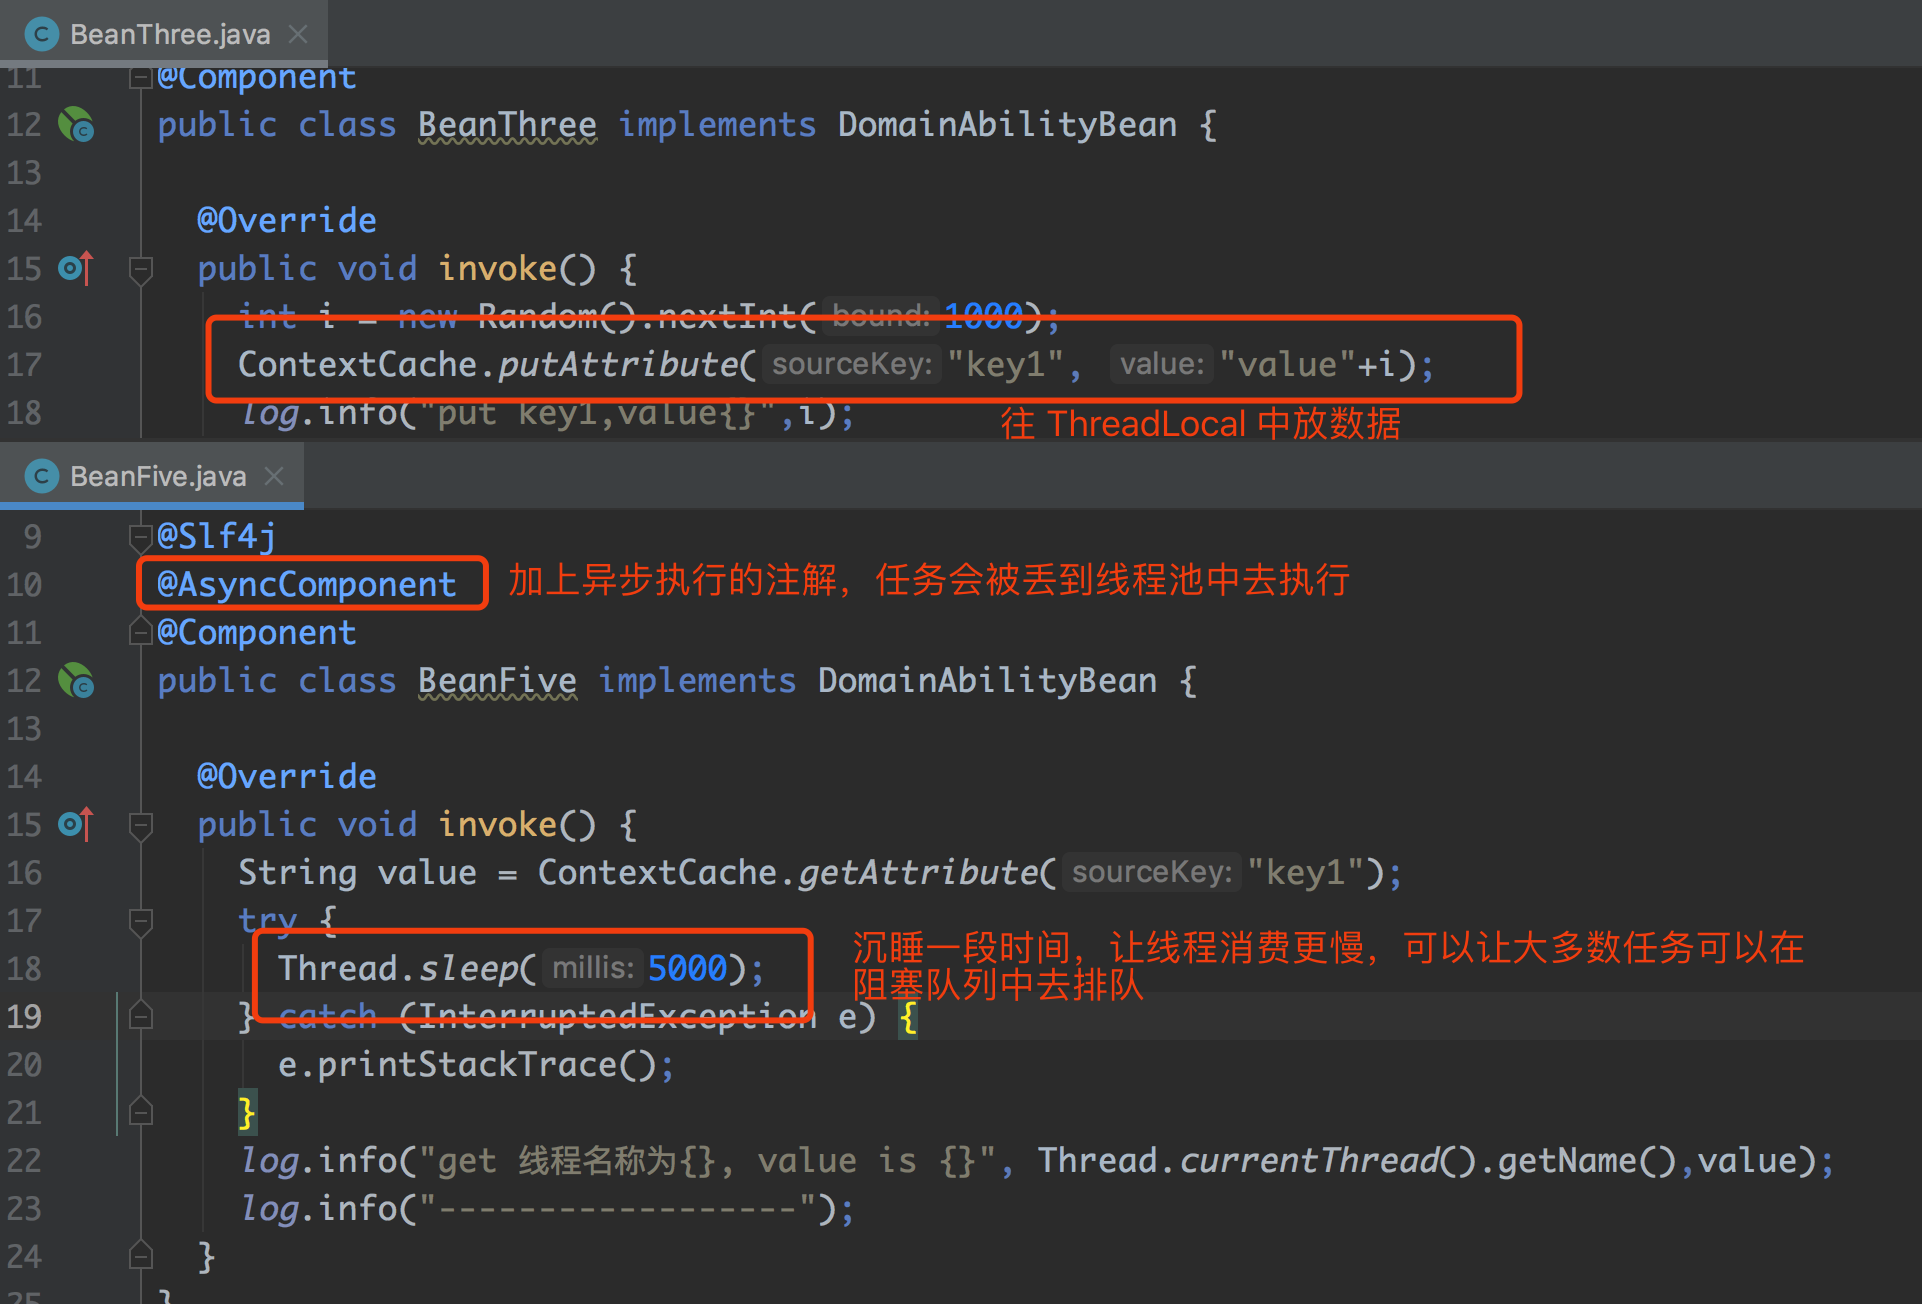 BeanThree.java
11 @Component
12 public class BeanThree implements DomainAbilityBean {
13
14 @Override
15 public void invoke() {
16 int i = new Random().nextInt( bound: 1000);
17 ContextCache.putAttribute( sourceKey: "key1", value: "value"+i);
18 log.info("put key1,value{}",i);
往 ThreadLocal 中放数据
BeanFive.java
9 @Slf4j
10 @AsyncComponent 加上异步执行的注解，任务会被丢到线程池中去执行
11 @Component
12 public class BeanFive implements DomainAbilityBean {
13
14 @Override
15 public void invoke() {
16 String value = ContextCache.getAttribute( sourceKey: "key1");
17 try {
沉睡一段时间，让线程消费更慢，可以让大多数任务可以在
18 Thread.sleep( millis: 5000);
阻塞队列中去排队
19 } catch (InterruptedException e) {
20 e.printStackTrace();
21 }
22 log.info("get 线程名称为{}, value is {}", Thread.currentThread().getName(),value);
23 log.info("------------------");
24 }
25 }